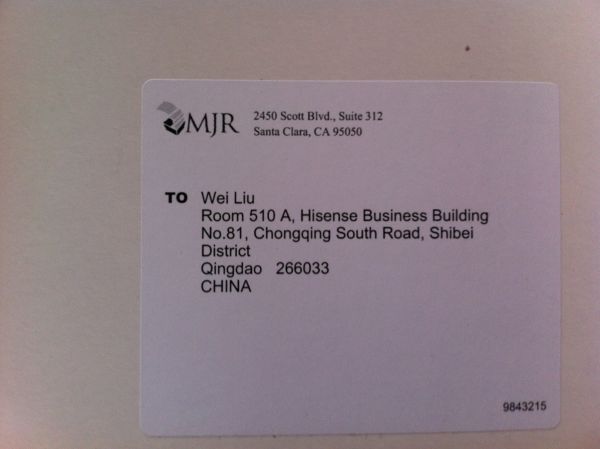 MJR
2450 Scott Blvd., Suite 312
Santa Clara, CA 95050
TO Wei Liu
Room 510 A, Hisense Business Building
No.81, Chongqing South Road, Shibei
District
Qingdao 266033
CHINA
9843215